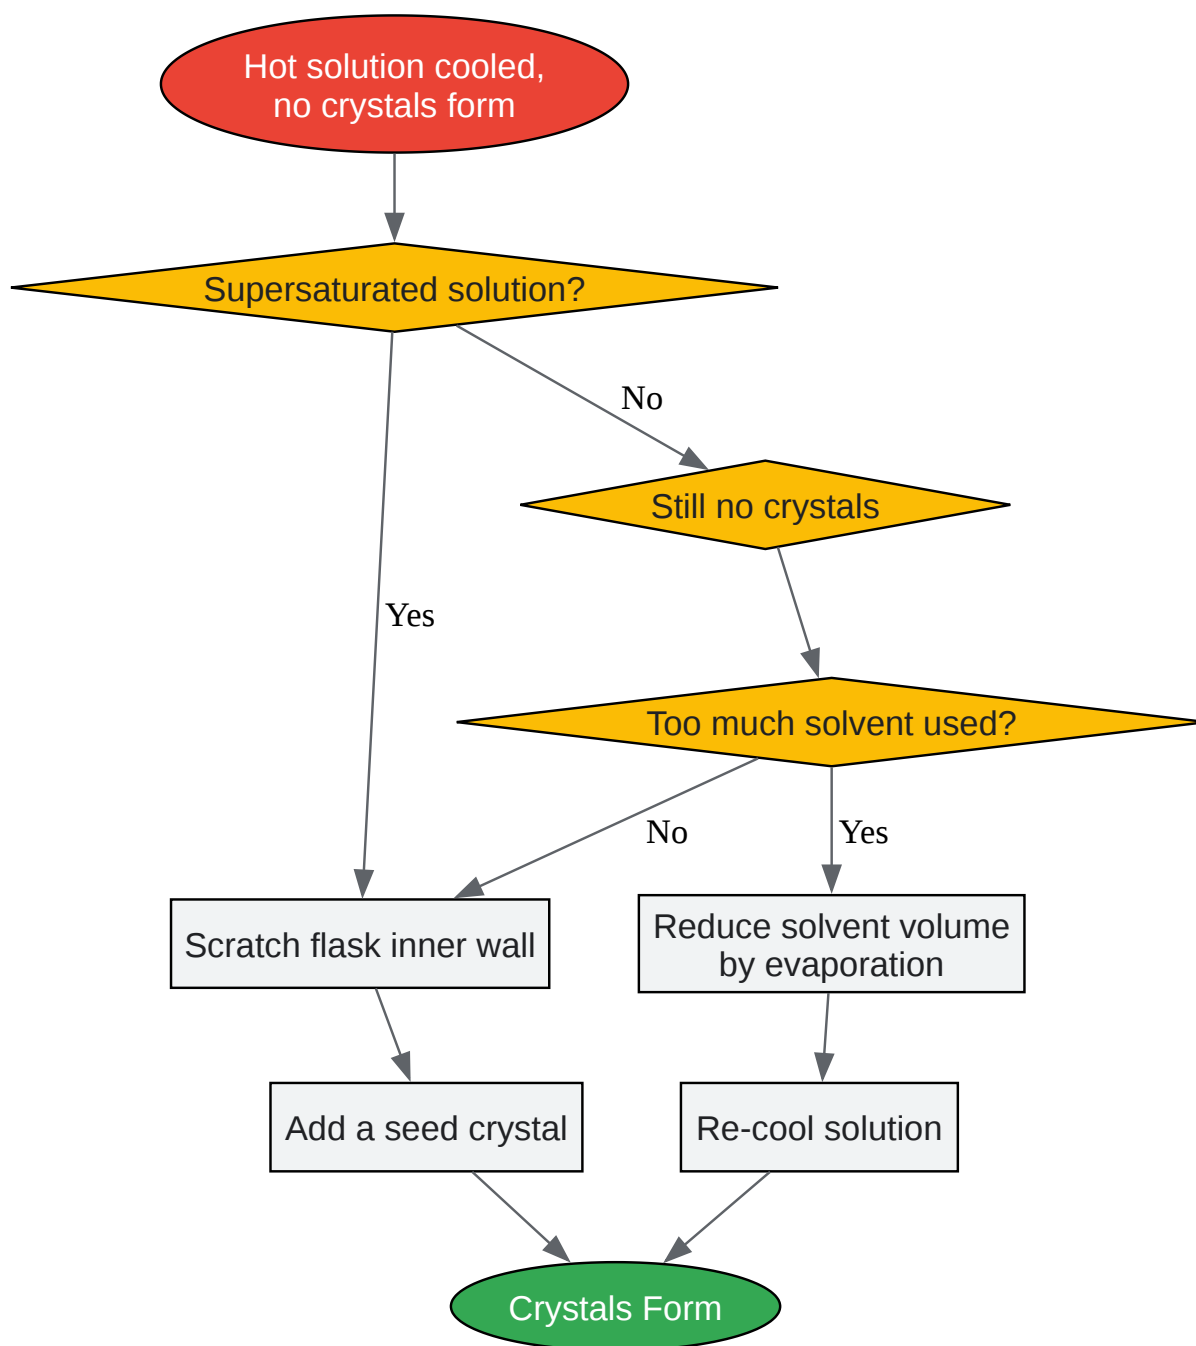 Hot solution cooled,
no crystals form
Supersaturated solution?
No
Still no crystals
Yes
Too much solvent used?
No
Yes
Scratch flask inner wall
Reduce solvent volume
by evaporation
Add a seed crystal
Re-cool solution
Crystals Form